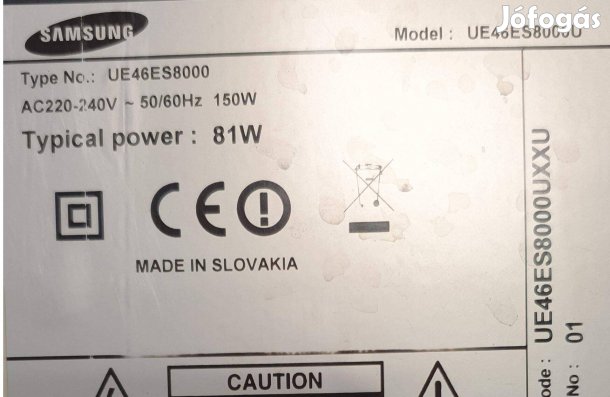 Jófogás
SAMSUNG
Model : UE46ES8000U
Type No.: UE46ES8000
AC220-240V ~ 50/60Hz 150W
Typical power : 81W
CE
MADE IN SLOVAKIA
CAUTION
UE46ES8000UXXU
No : 01